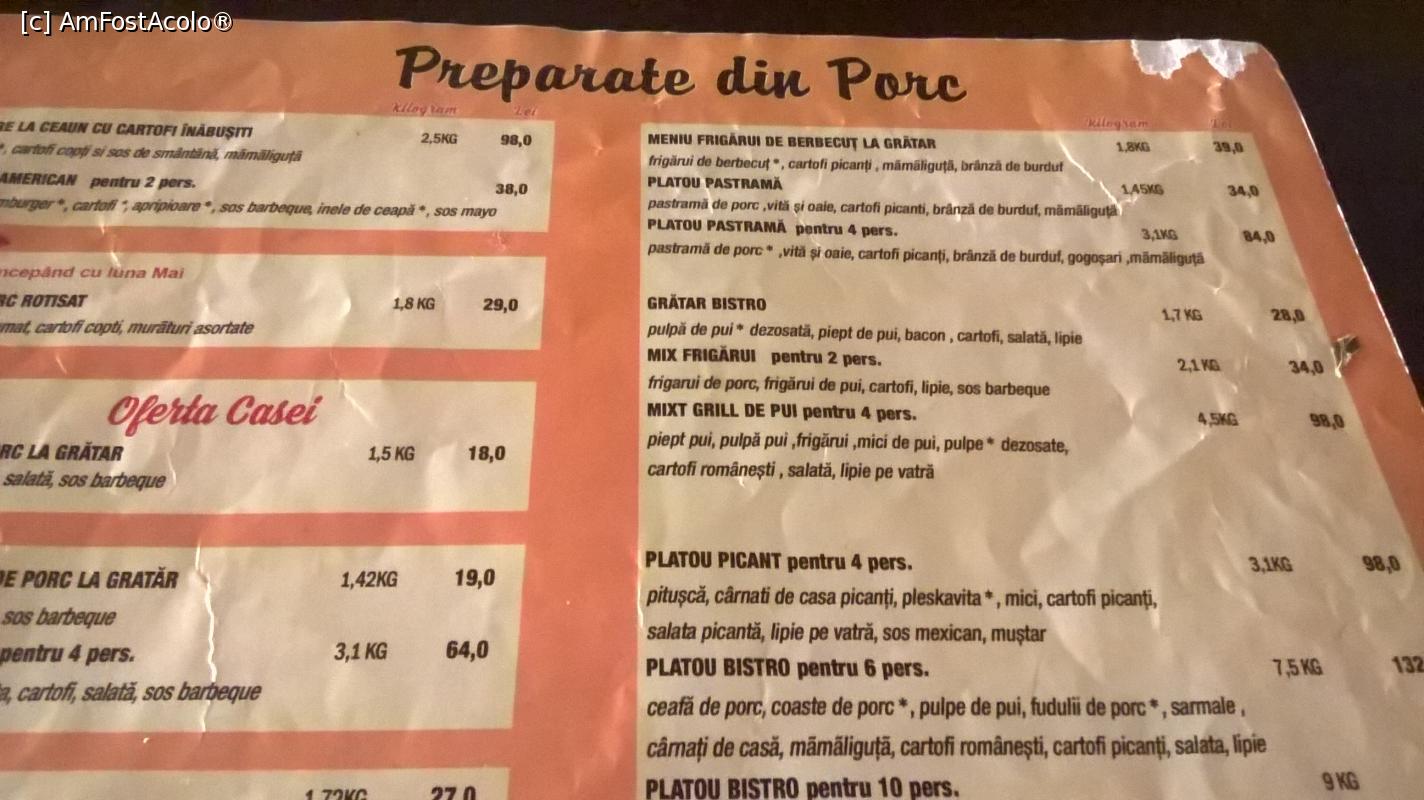 [c] AmFostAcolo®
Preparate din Porc
Kilogram Lei
LA CEAUN CU CARTOFI ÎNĂBUȘITI 2,5KG 98,0
*, cartofi copți si sos de smântână, mămăliguță
AMERICAN pentru 2 pers. 38,0
*, cartofi *, apripioare *, sos barbeque, inele de ceapă *, sos mayo
cu luna Mai
ROTISAT 1,8 KG 29,0
cartofi copti, murături asortate
Oferta Casei
LA GRĂTAR 1,5 KG 18,0
salată, sos barbeque
PORC LA GRATĂR 1,42KG 19,0
sos barbeque
pentru 4 pers. 3,1 KG 64,0
cartofi, salată, sos barbeque
1,72KG 27,0
Kilogram Lei
MENIU FRIGĂRUI DE BERBECUȚ LA GRĂTAR 1,8KG 39,0
frigărui de berbecuț *, cartofi picanți , mămăliguță, brânză de burduf
PLATOU PASTRAMĂ 1,45KG 34,0
pastramă de porc ,vită și oaie, cartofi picanti, brânză de burduf, mămăliguță
PLATOU PASTRAMĂ pentru 4 pers. 3,1KG 84,0
pastramă de porc * ,vită și oaie, cartofi picanți, brânză de burduf, gogoșari ,mămăliguță
GRĂTAR BISTRO 1,7 KG 28,0
pulpă de pui * dezosată, piept de pui, bacon , cartofi, salată, lipie
MIX FRIGĂRUI pentru 2 pers. 2,1 KG 34,0
frigarui de porc, frigărui de pui, cartofi, lipie, sos barbeque
MIXT GRILL DE PUI pentru 4 pers. 4,5KG 98,0
piept pui, pulpă pui ,frigărui ,mici de pui, pulpe * dezosate,
cartofi românești , salată, lipie pe vatră
PLATOU PICANT pentru 4 pers. 3,1KG 98,0
pitușcă, cârnati de casa picanți, pleskavita *, mici, cartofi picanți,
salata picantă, lipie pe vatră, sos mexican, muștar
PLATOU BISTRO pentru 6 pers. 7,5 KG 132
ceafă de porc, coaste de porc *, pulpe de pui, fudulii de porc *, sarmale ,
cârnați de casă, mămăliguță, cartofi românești, cartofi picanți, salata, lipie
PLATOU BISTRO pentru 10 pers. 9 KG